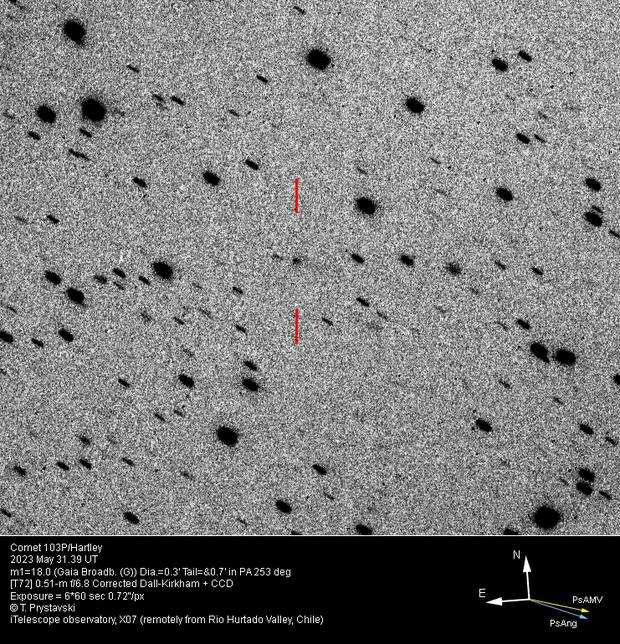 Comet 103P/Hartley
2023 May 31.39 UT
m1=18.0 (Gaia Broadb. (G)) Dia.=0.3' Tail=&0.7' in PA 253 deg
[T72] 0.51-m f/6.8 Corrected Dall-Kirkham + CCD
Exposure = 6*60 sec 0.72"/px
© T. Prystavski
iTelescope observatory, X07 (remotely from Rio Hurtado Valley, Chile)
N
E
PsAMV
PsAng